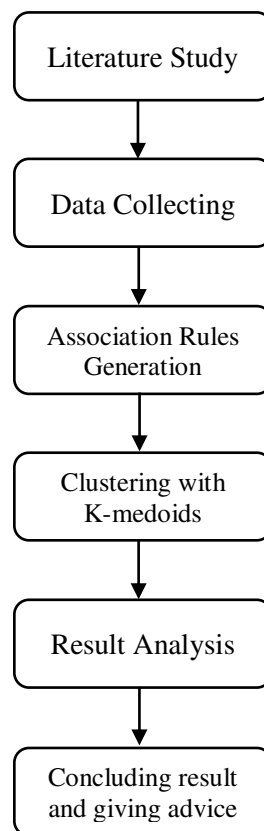 Literature Study
Data Collecting
Association Rules
Generation
Clustering with
K-medoids
Result Analysis
Concluding result
and giving advice